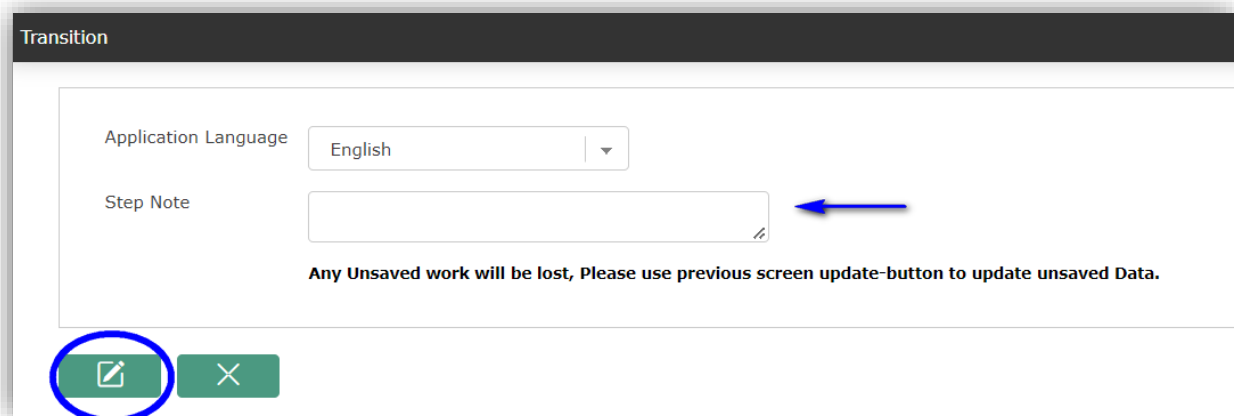 Transition
Application Language
English
Step Note
Any Unsaved work will be lost, Please use previous screen update-button to update unsaved Data.